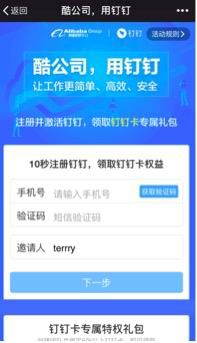 返回
酷公司，用钉钉
Alibaba Group
钉钉
活动规则
酷公司，用钉钉
让工作更简单、高效、安全
注册并激活钉钉，领取钉钉卡专属礼包
10秒注册钉钉，领取钉钉卡权益
手机号 请输入手机号 获取验证码
验证码 短信验证码
邀请人 terrry
下一步
钉钉卡专属特权礼包